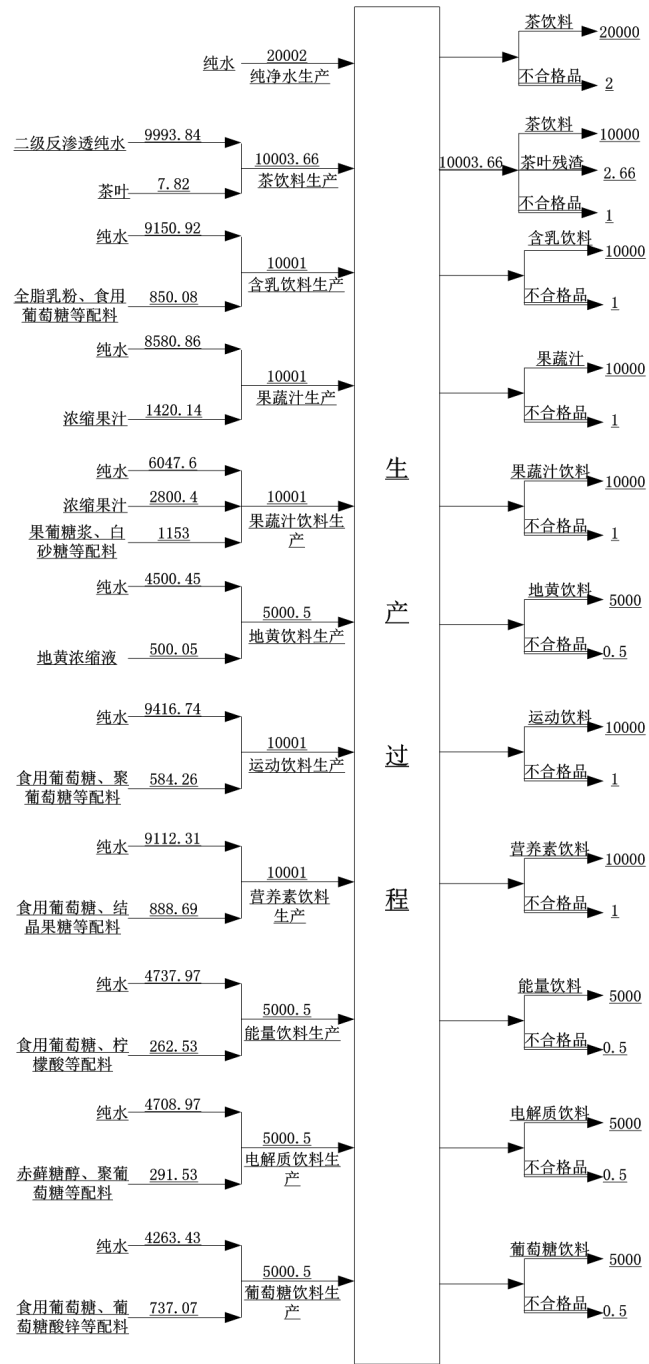 纯水
20002
纯净水生产
茶饮料
20000
不合格品
2
二级反渗透纯水
9993.84
茶叶
7.82
10003.66
茶饮料生产
10003.66
茶饮料
10000
茶叶残渣
2.66
不合格品
1
纯水
9150.92
全脂乳粉、食用
葡萄糖等配料
850.08
10001
含乳饮料生产
含乳饮料
10000
不合格品
1
纯水
8580.86
浓缩果汁
1420.14
10001
果蔬汁生产
果蔬汁
10000
不合格品
1
纯水
6047.6
浓缩果汁
2800.4
果葡糖浆、白
砂糖等配料
1153
10001
果蔬汁饮料生
产
果蔬汁饮料
10000
不合格品
1
纯水
4500.45
地黄浓缩液
500.05
5000.5
地黄饮料生产
地黄饮料
5000
不合格品
0.5
纯水
9416.74
食用葡萄糖、聚
葡萄糖等配料
584.26
10001
运动饮料生产
运动饮料
10000
不合格品
1
纯水
9112.31
食用葡萄糖、结
晶果糖等配料
888.69
10001
营养素饮料
生产
营养素饮料
10000
不合格品
1
纯水
4737.97
食用葡萄糖、柠
檬酸等配料
262.53
5000.5
能量饮料生产
能量饮料
5000
不合格品
0.5
纯水
4708.97
赤藓糖醇、聚葡
萄糖等配料
291.53
5000.5
电解质饮料生
产
电解质饮料
5000
不合格品
0.5
纯水
4263.43
食用葡萄糖、葡
萄糖酸锌等配料
737.07
5000.5
葡萄糖饮料生
产
葡萄糖饮料
5000
不合格品
0.5
生
产
过
程